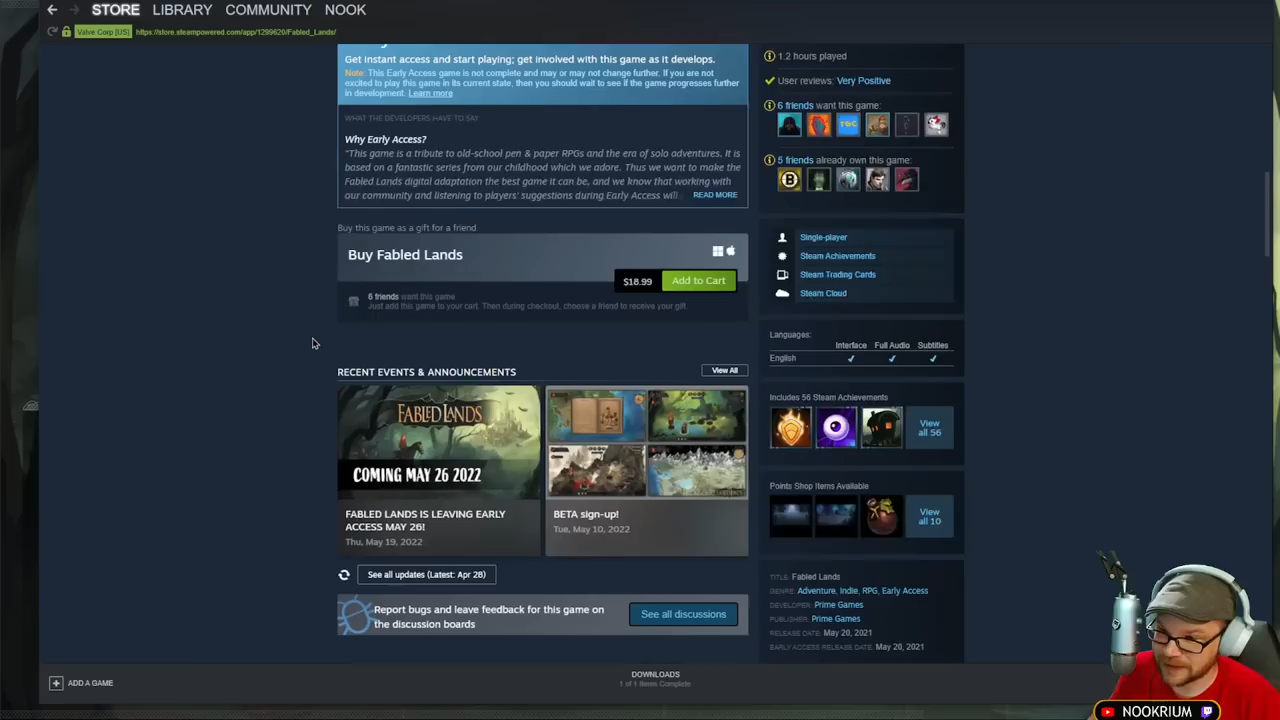 STORE LIBRARY COMMUNITY NOOK
Valve Corp [US] https://store.steampowered.com/app/1299620/Fabled_Lands/
Get instant access and start playing; get involved with this game as it develops.
Note: This Early Access game is not complete and may or may not change further. If you are not
excited to play this game in its current state, then you should wait to see if the game progresses further
in development. Learn more
WHAT THE DEVELOPERS HAVE TO SAY
Why Early Access?
"This game is a tribute to old-school pen & paper RPGs and the era of solo adventures. It is
based on a fantastic series from our childhood which we adore. Thus we want to make the
Fabled Lands digital adaptation the best game it can be, and we know that working with
our community and listening to players' suggestions during Early Access will
READ MORE
Buy this game as a gift for a friend
Buy Fabled Lands
$18.99 Add to Cart
6 friends want this game
Just add this game to your cart. Then during checkout, choose a friend to receive your gift.
RECENT EVENTS & ANNOUNCEMENTS
View All
FABLED LANDS
COMING MAY 26 2022
FABLED LANDS IS LEAVING EARLY
ACCESS MAY 26!
Thu, May 19, 2022
BETA sign-up!
Tue, May 10, 2022
See all updates (Latest: Apr 28)
Report bugs and leave feedback for this game on
the discussion boards
See all discussions
1.2 hours played
User reviews: Very Positive
6 friends want this game:
TGC
5 friends already own this game:
B
Single-player
Steam Achievements
Steam Trading Cards
Steam Cloud
Languages:
Interface Full Audio Subtitles
English ✓ ✓ ✓
Includes 56 Steam Achievements
View
all 56
Points Shop Items Available
View
all 10
TITLE: Fabled Lands
GENRE: Adventure, Indie, RPG, Early Access
DEVELOPER: Prime Games
PUBLISHER: Prime Games
RELEASE DATE: May 20, 2021
EARLY ACCESS RELEASE DATE: May 20, 2021
ADD A GAME
DOWNLOADS
1 of 1 Items Complete
NOOKRIUM